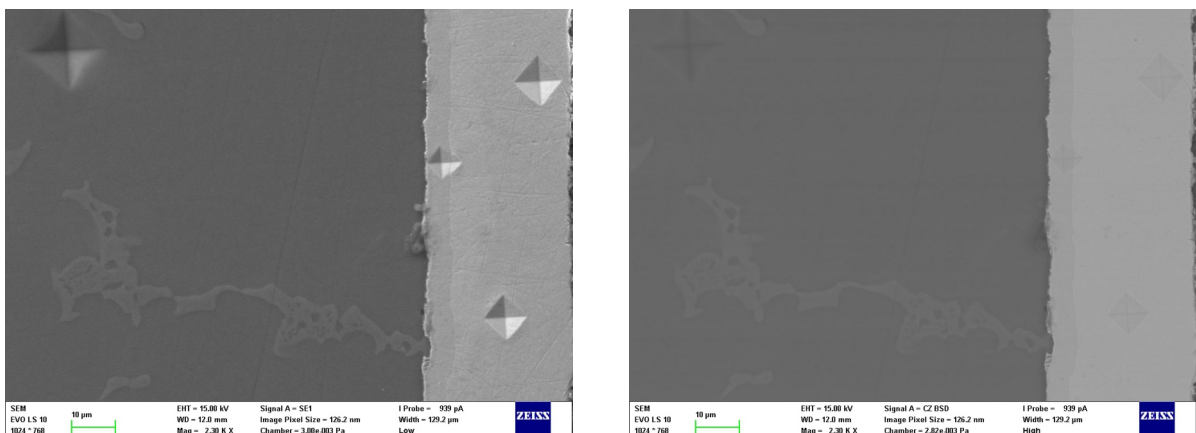 SEM
EVO LS 10
1024 * 768
10 µm
EHT = 15.00 kV
WD = 12.0 mm
Mag = 2.30 K X
Signal A = SE1
Image Pixel Size = 126.2 nm
Chamber = 3.00e-003 Pa
I Probe = 939 pA
Width = 129.2 µm
Low
ZEISS
SEM
EVO LS 10
1024 * 768
10 µm
EHT = 15.00 kV
WD = 12.0 mm
Mag = 2.30 K X
Signal A = CZ BSD
Image Pixel Size = 126.2 nm
Chamber = 2.82e-003 Pa
I Probe = 939 pA
Width = 129.2 µm
High
ZEISS